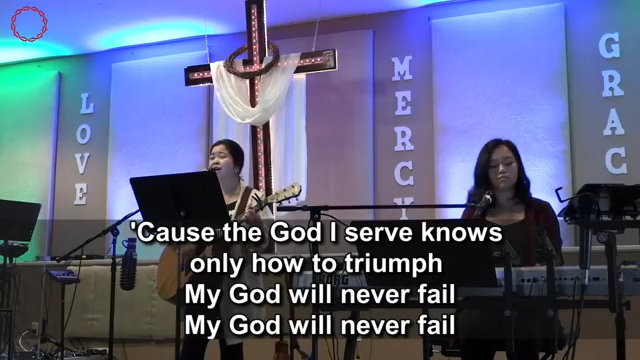 LOVE
MERCY
GRAC
KORG
'Cause the God I serve knows
only how to triumph
My God will never fail
My God will never fail